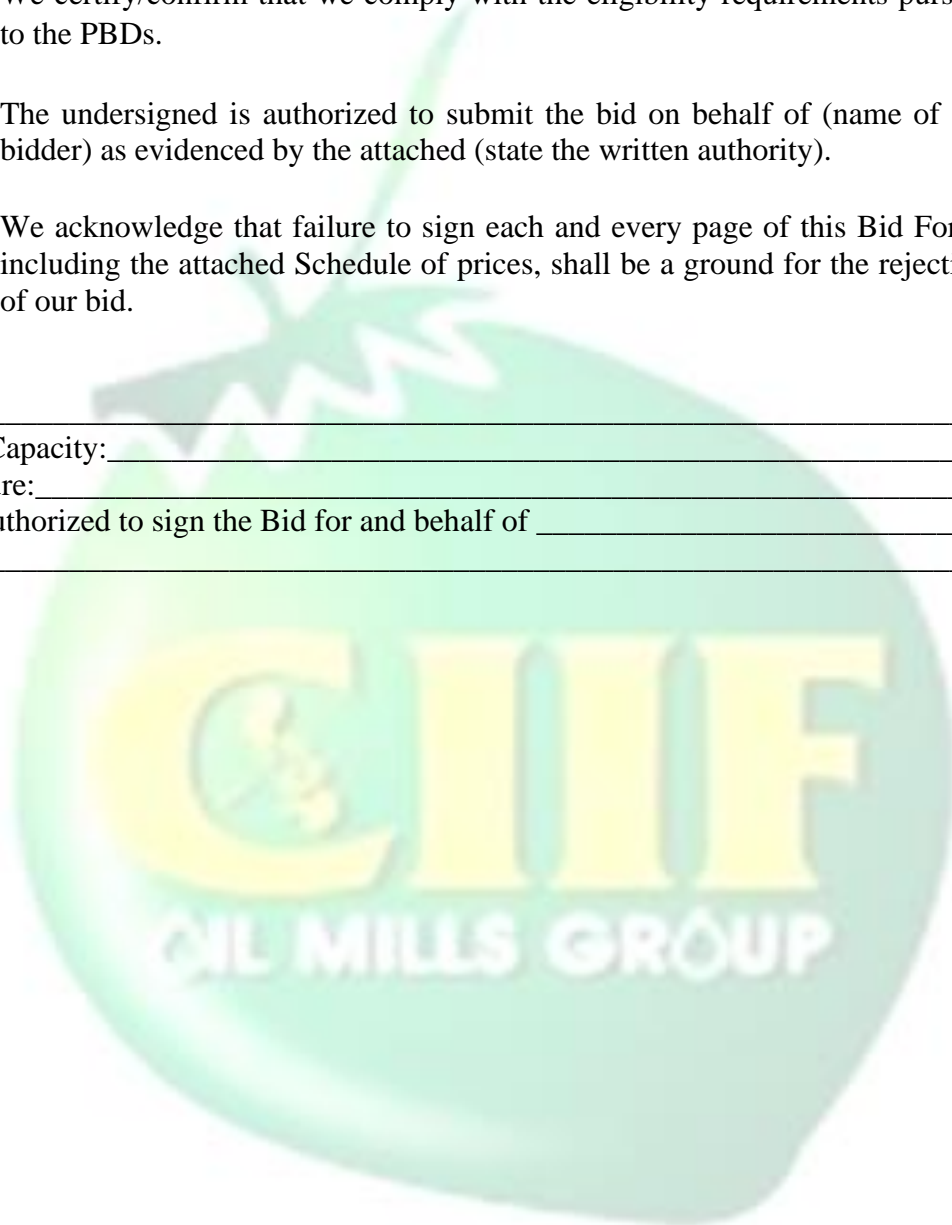 We certify/confirm that we comply with the eligibility requirements purs
to the PBDs.
The undersigned is authorized to submit the bid on behalf of (name of
bidder) as evidenced by the attached (state the written authority).
We acknowledge that failure to sign each and every page of this Bid For
including the attached Schedule of prices, shall be a ground for the rejecti
of our bid.
Capacity:
re:
uthorized to sign the Bid for and behalf of
CIIF
OIL MILLS GROUP